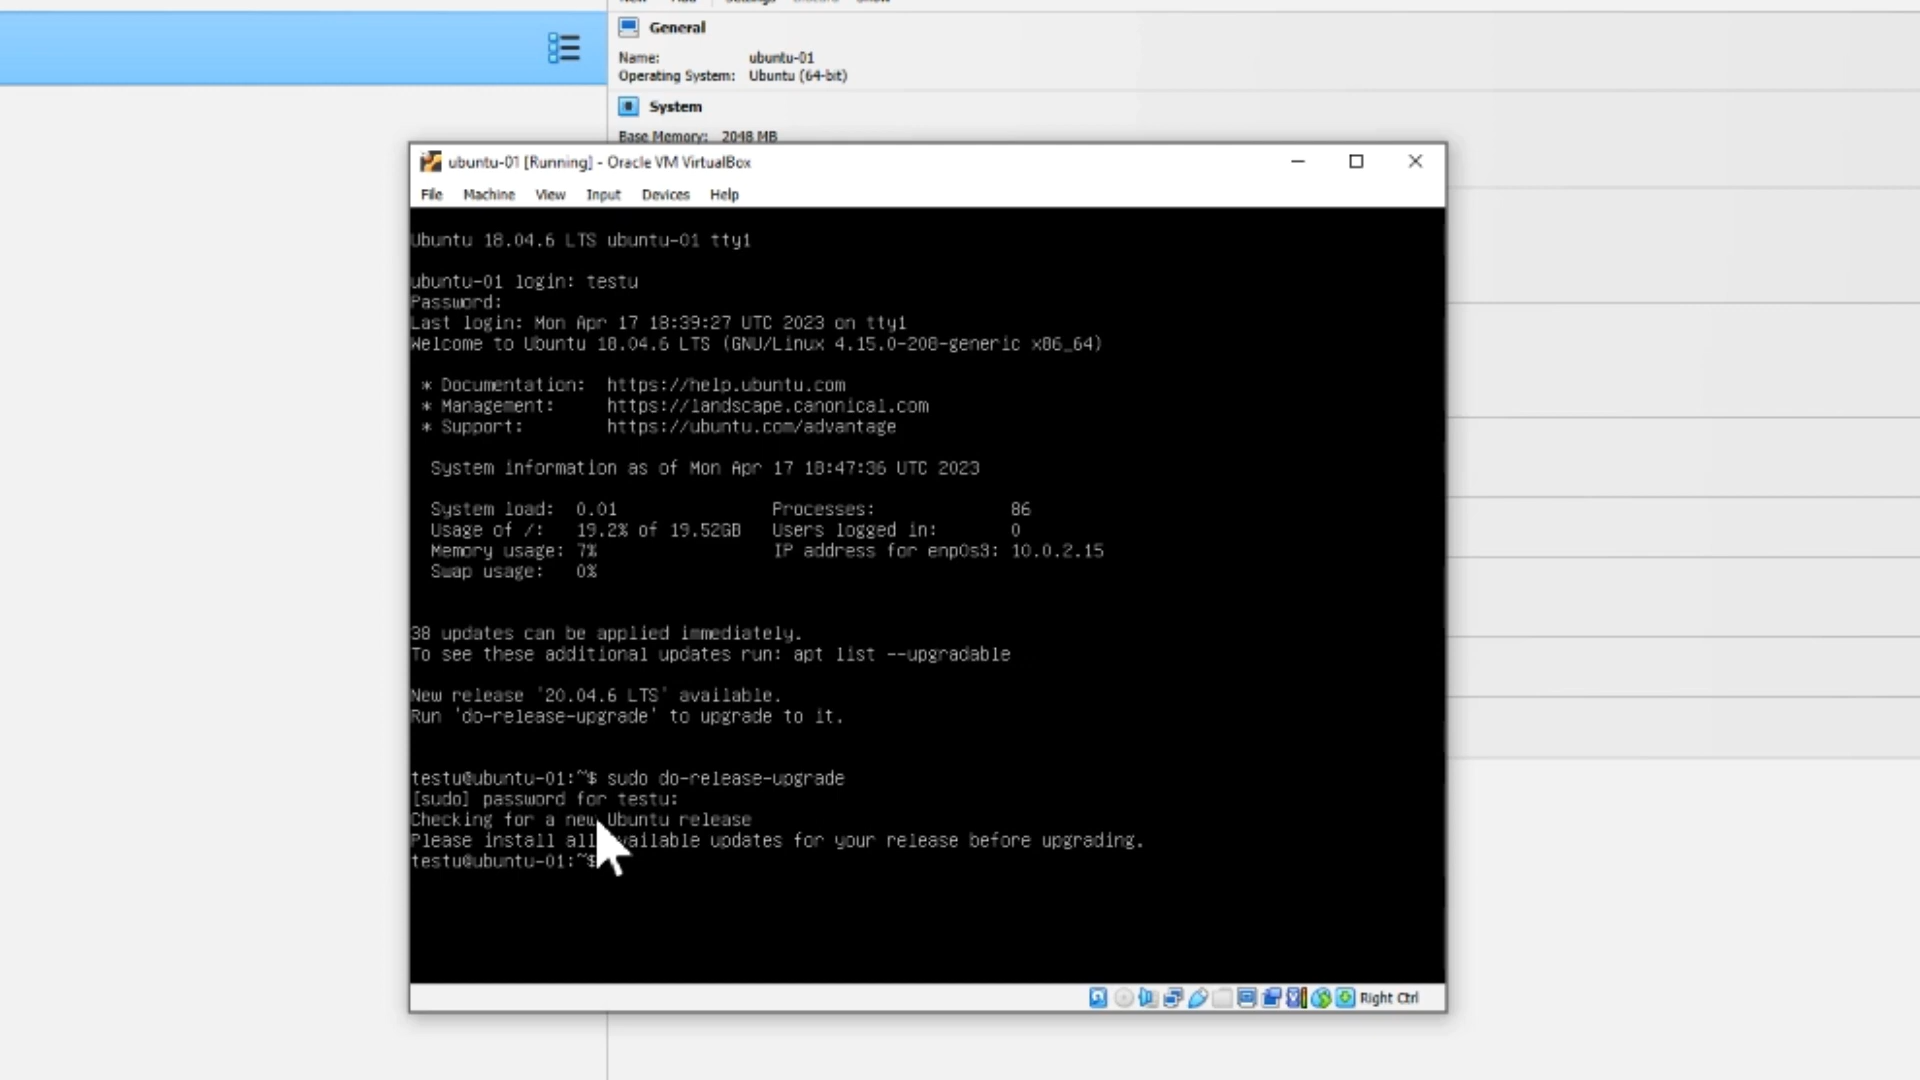 General
Name: ubuntu-01
Operating System: Ubuntu (64-bit)
System
Base Memory: 2048 MB
ubuntu-01 [Running] - Oracle VM VirtualBox
File Machine View Input Devices Help
Ubuntu 18.04.6 LTS ubuntu-01 tty1
ubuntu-01 login: testu
Password:
Last login: Mon Apr 17 18:39:27 UTC 2023 on tty1
Welcome to Ubuntu 18.04.6 LTS (GNU/Linux 4.15.0-208-generic x86_64)
* Documentation: https://help.ubuntu.com
* Management: https://landscape.canonical.com
* Support: https://ubuntu.com/advantage
System information as of Mon Apr 17 18:47:36 UTC 2023
System load: 0.01 Processes: 86
Usage of /: 19.2% of 19.52GB Users logged in: 0
Memory usage: 7% IP address for enp0s3: 10.0.2.15
Swap usage: 0%
38 updates can be applied immediately.
To see these additional updates run: apt list --upgradable
New release '20.04.6 LTS' available.
Run 'do-release-upgrade' to upgrade to it.
testu@ubuntu-01:~$ sudo do-release-upgrade
[sudo] password for testu:
Checking for a new Ubuntu release
Please install all available updates for your release before upgrading.
testu@ubuntu-01:~$
Right Ctrl